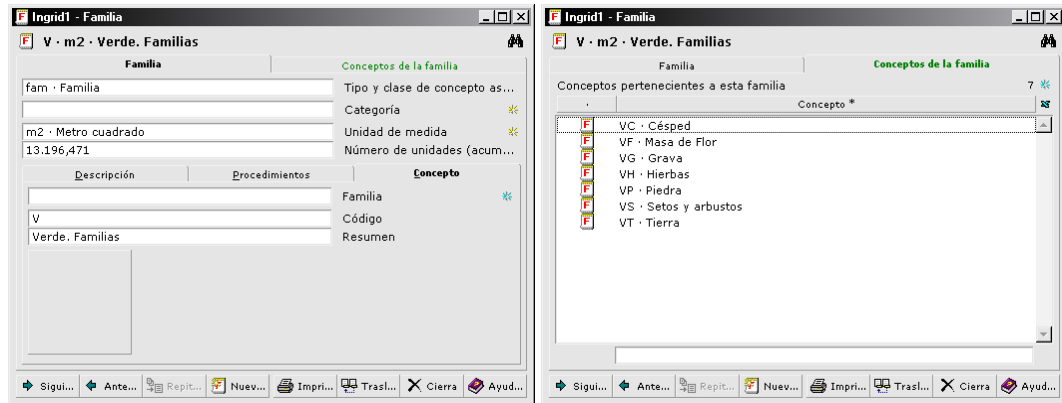 Ingrid1 - Familia
V · m2 · Verde. Familias
Familia Conceptos de la familia
fam · Familia Tipo y clase de concepto as...
Categoría
m2 · Metro cuadrado Unidad de medida
13.196,471 Número de unidades (acum...
Descripción Procedimientos Concepto
Familia
V Código
Verde. Familias Resumen
Sigui... Ante... Repit... Nuev... Impri... Trasl... Cierra Ayud...
Ingrid1 - Familia
V · m2 · Verde. Familias
Familia Conceptos de la familia
Conceptos pertenecientes a esta familia 7
. Concepto *
F VC · Césped
F VF · Masa de Flor
F VG · Grava
F VH · Hierbas
F VP · Piedra
F VS · Setos y arbustos
F VT · Tierra
Sigui... Ante... Repit... Nuev... Impri... Trasl... Cierra Ayud...